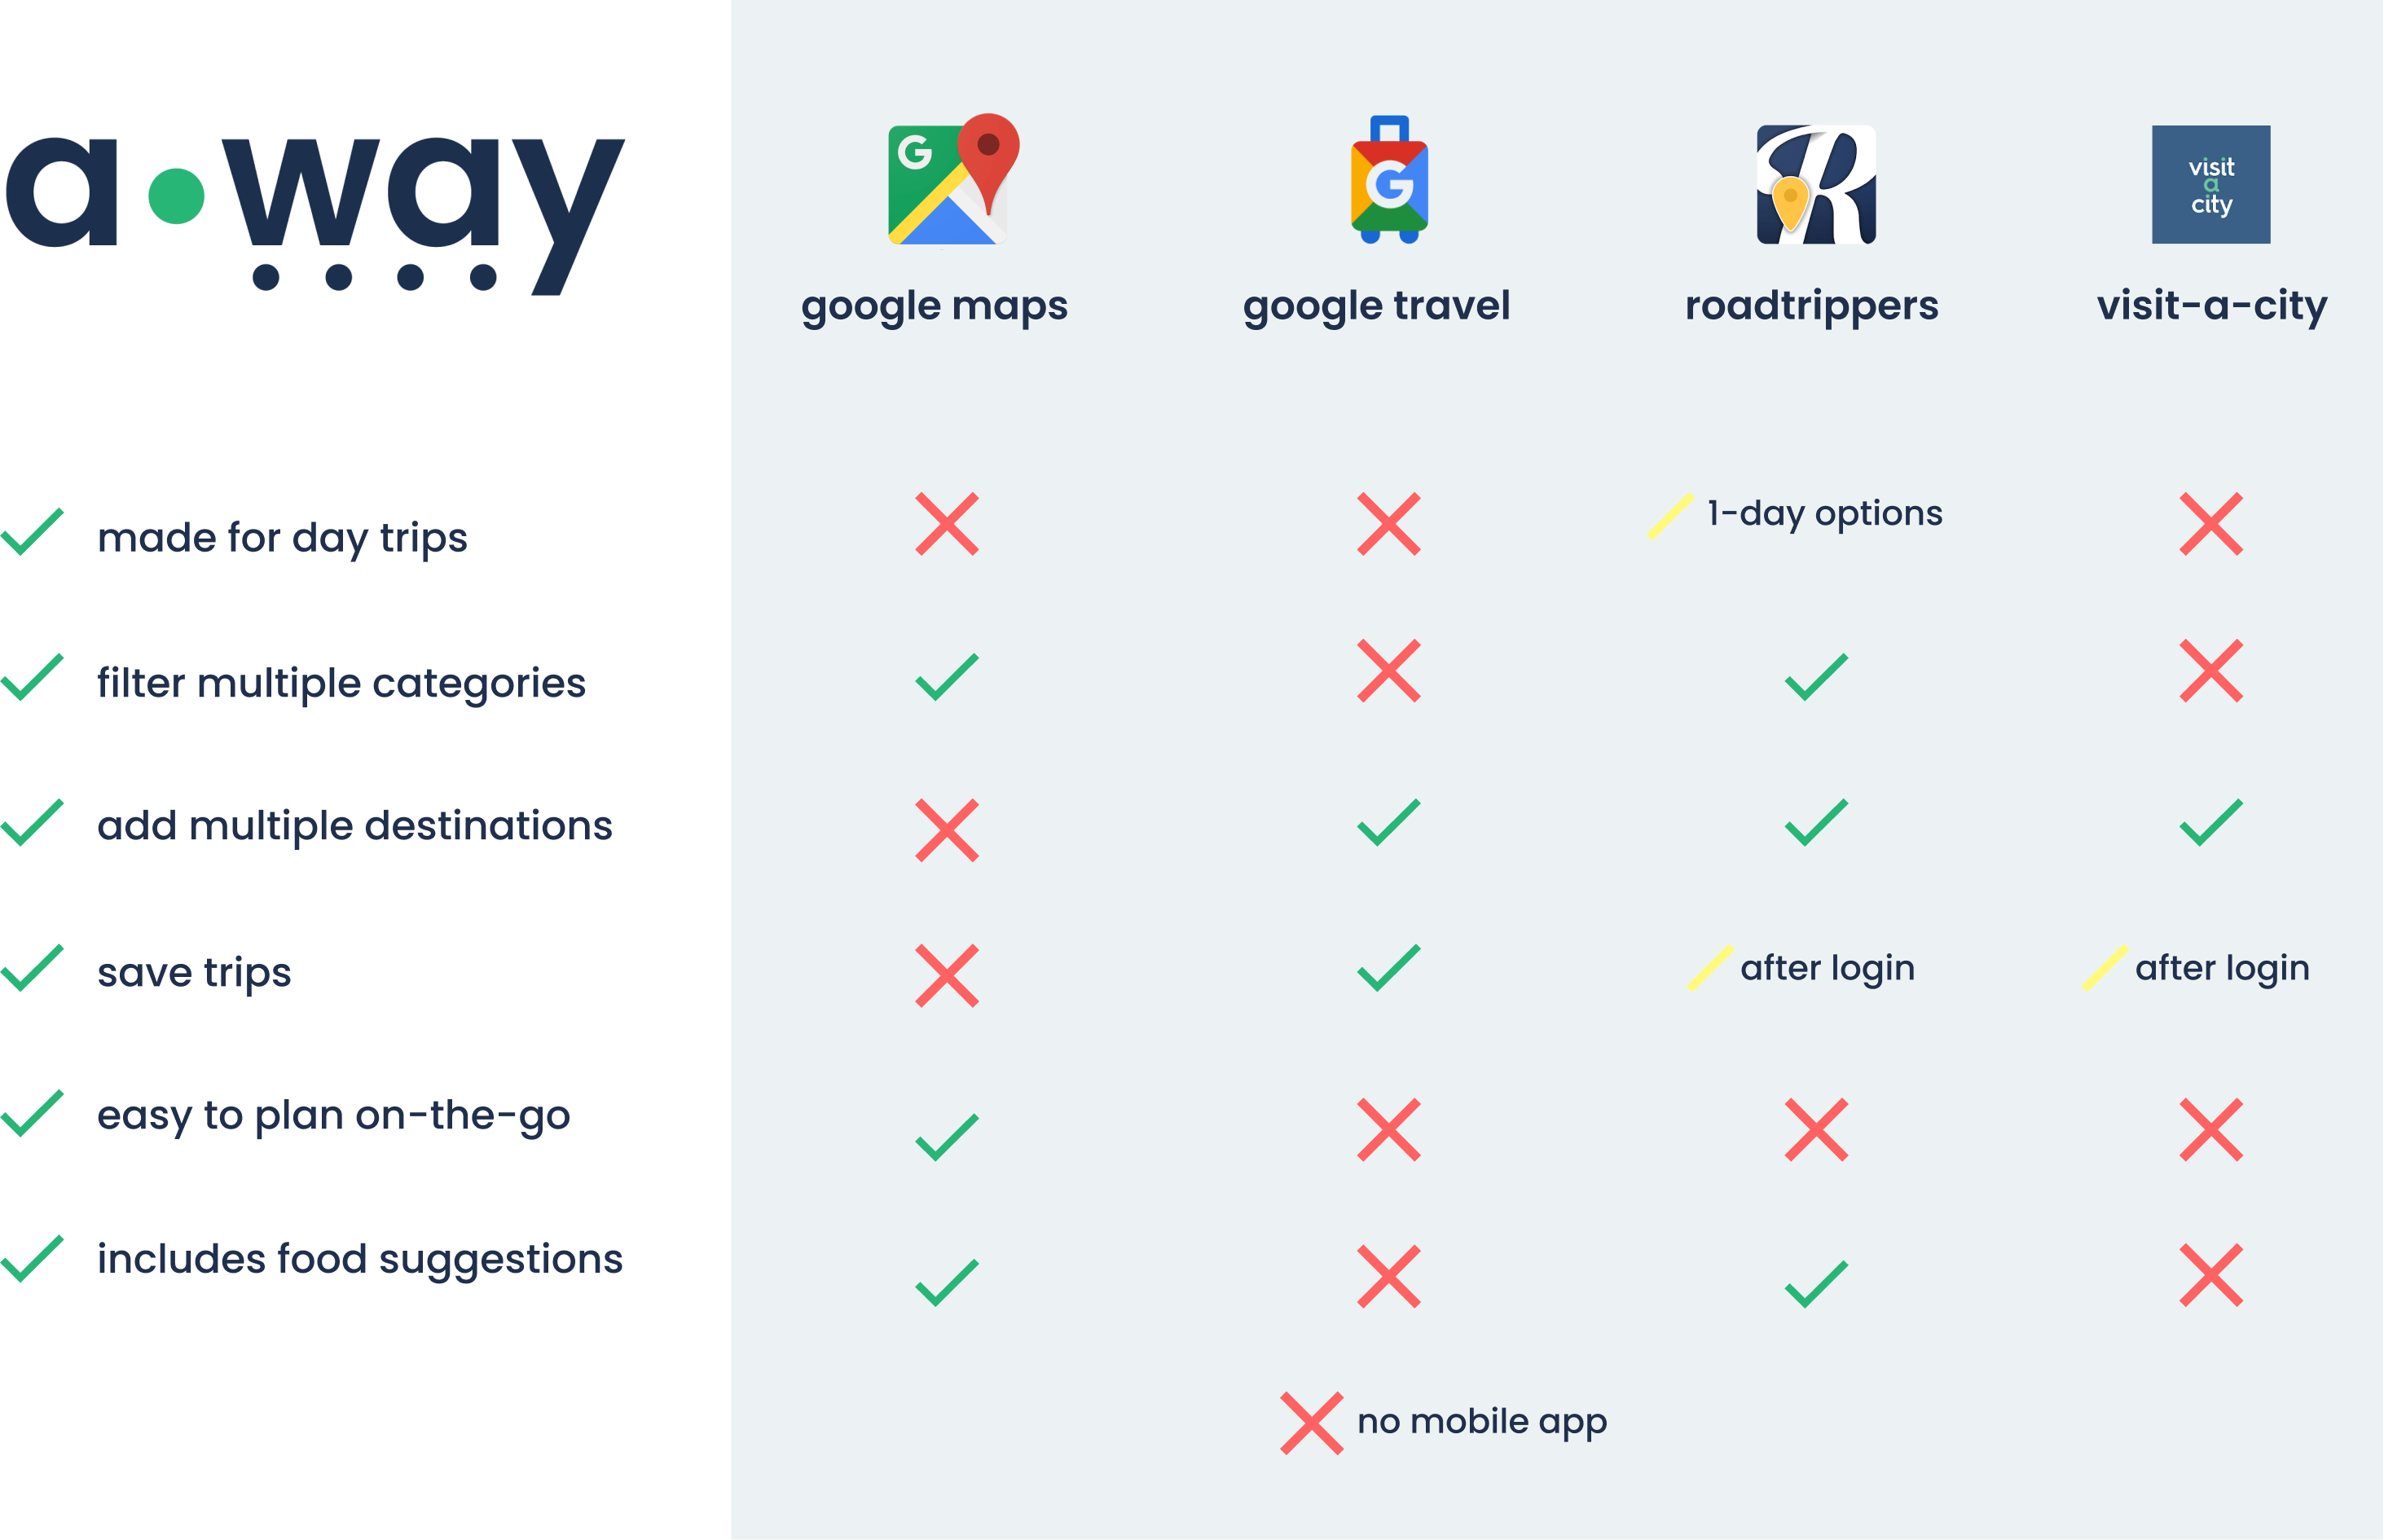 a way
google maps
google travel
roadtrippers
visit
a
city
visit-a-city
made for day trips
1-day options
filter multiple categories
add multiple destinations
save trips
after login
after login
easy to plan on-the-go
includes food suggestions
no mobile app